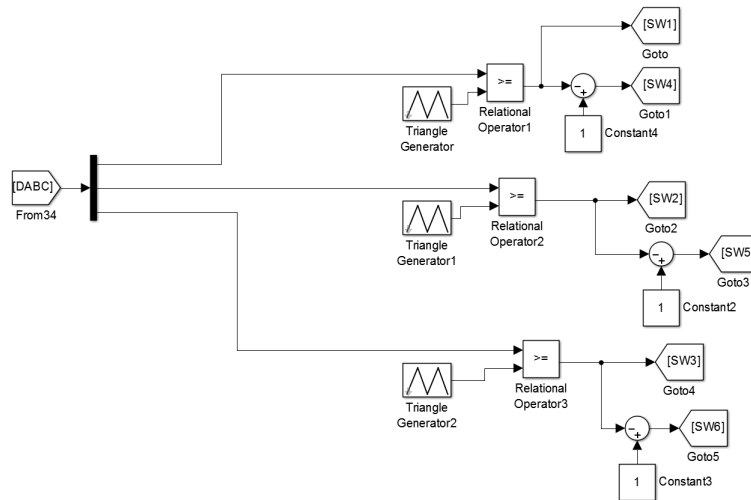 [SW1]
Goto
>=
[SW4]
Relational
Operator1
Goto1
Triangle
Generator
1
Constant4
[DABC]
From34
>=
[SW2]
Relational
Operator2
Goto2
Triangle
Generator1
[SW5
Goto3
1
Constant2
>=
[SW3]
Relational
Operator3
Goto4
Triangle
Generator2
[SW6]
Goto5
1
Constant3